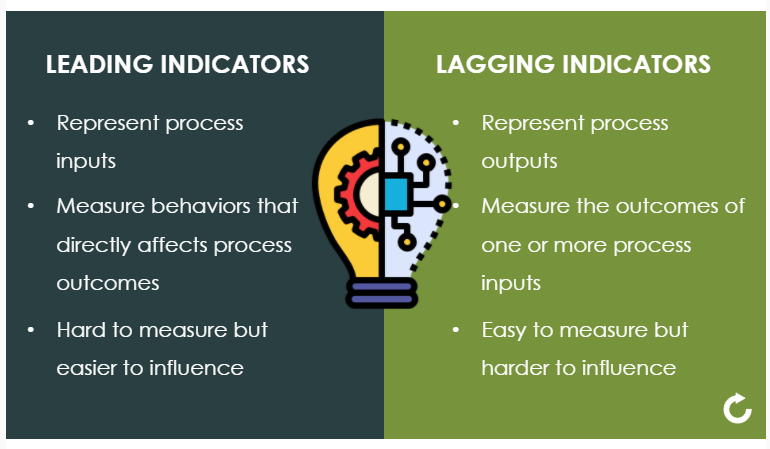 LEADING INDICATORS
• Represent process
inputs
• Measure behaviors that
directly affects process
outcomes
• Hard to measure but
easier to influence
LAGGING INDICATORS
• Represent process
outputs
• Measure the outcomes of
one or more process
inputs
• Easy to measure but
harder to influence